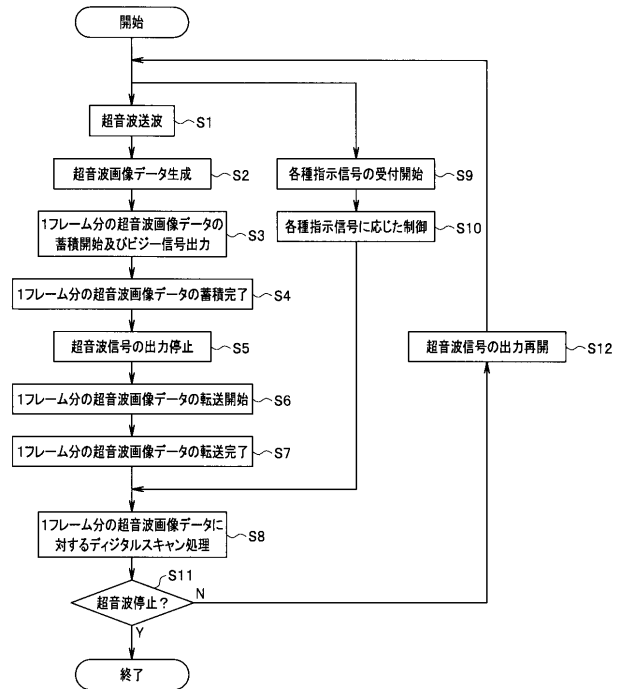 開始
超音波送波
S1
超音波画像データ生成
S2
1フレーム分の超音波画像データの
蓄積開始及びビジー信号出力
S3
1フレーム分の超音波画像データの蓄積完了
S4
超音波信号の出力停止
S5
1フレーム分の超音波画像データの転送開始
S6
1フレーム分の超音波画像データの転送完了
S7
各種指示信号の受付開始
S9
各種指示信号に応じた制御
S10
1フレーム分の超音波画像データに
対するディジタルスキャン処理
S8
超音波停止?
S11
N
Y
超音波信号の出力再開
S12
終了